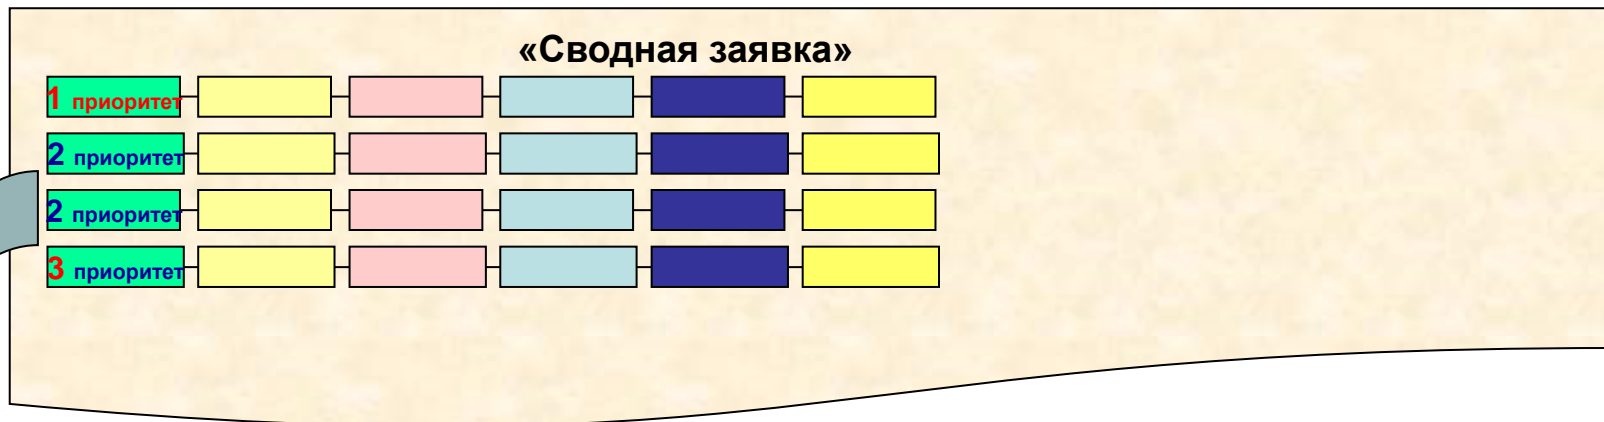 «Сводная заявка»
1 приоритет
2 приоритет
2 приоритет
3 приоритет